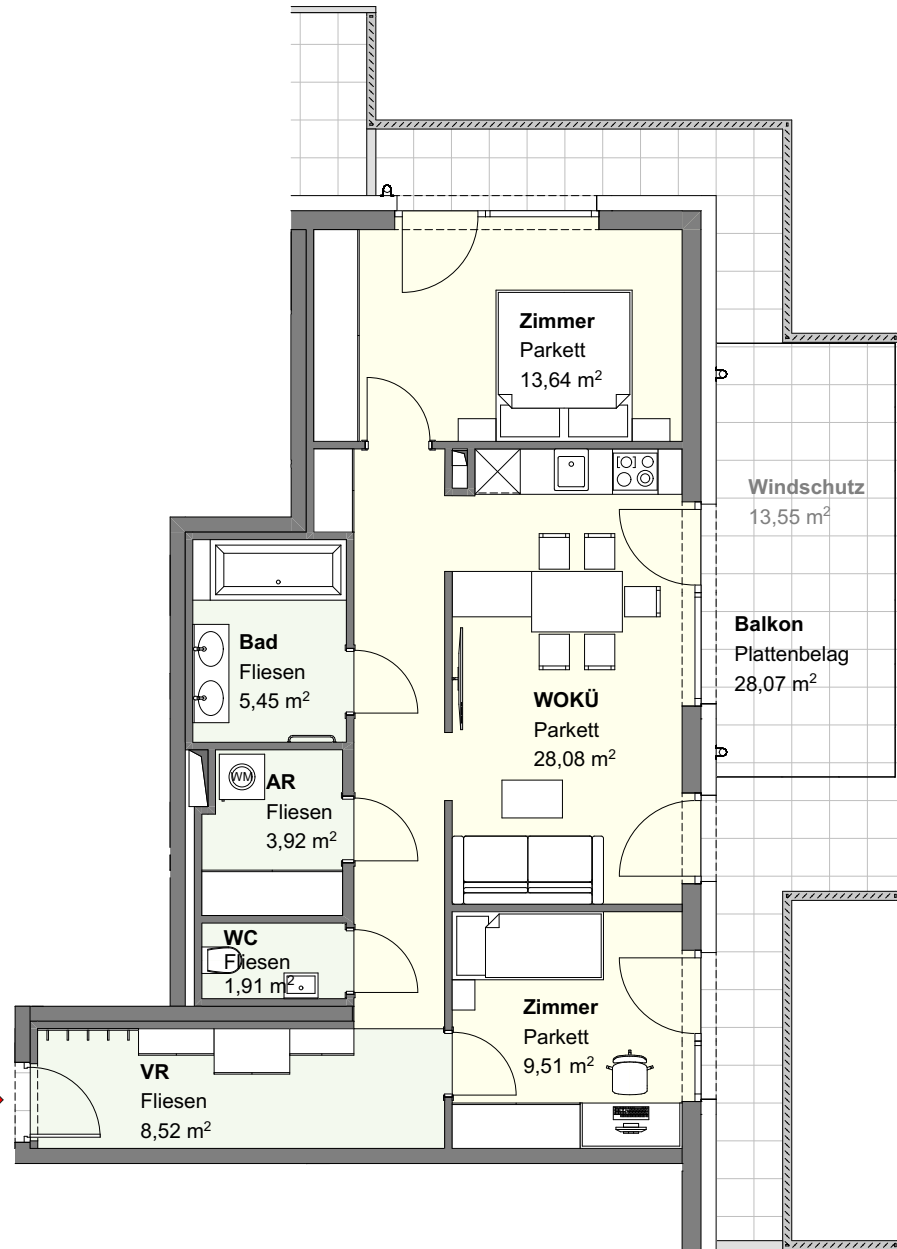 Zimmer
Parkett
13,64 m²
Windschutz
13,55 m²
Balkon
Plattenbelag
28,07 m²
Bad
Fliesen
5,45 m²
WOKÜ
Parkett
28,08 m²
WM
AR
Fliesen
3,92 m²
WC
Fliesen
1,91 m²
Zimmer
Parkett
9,51 m²
VR
Fliesen
8,52 m²